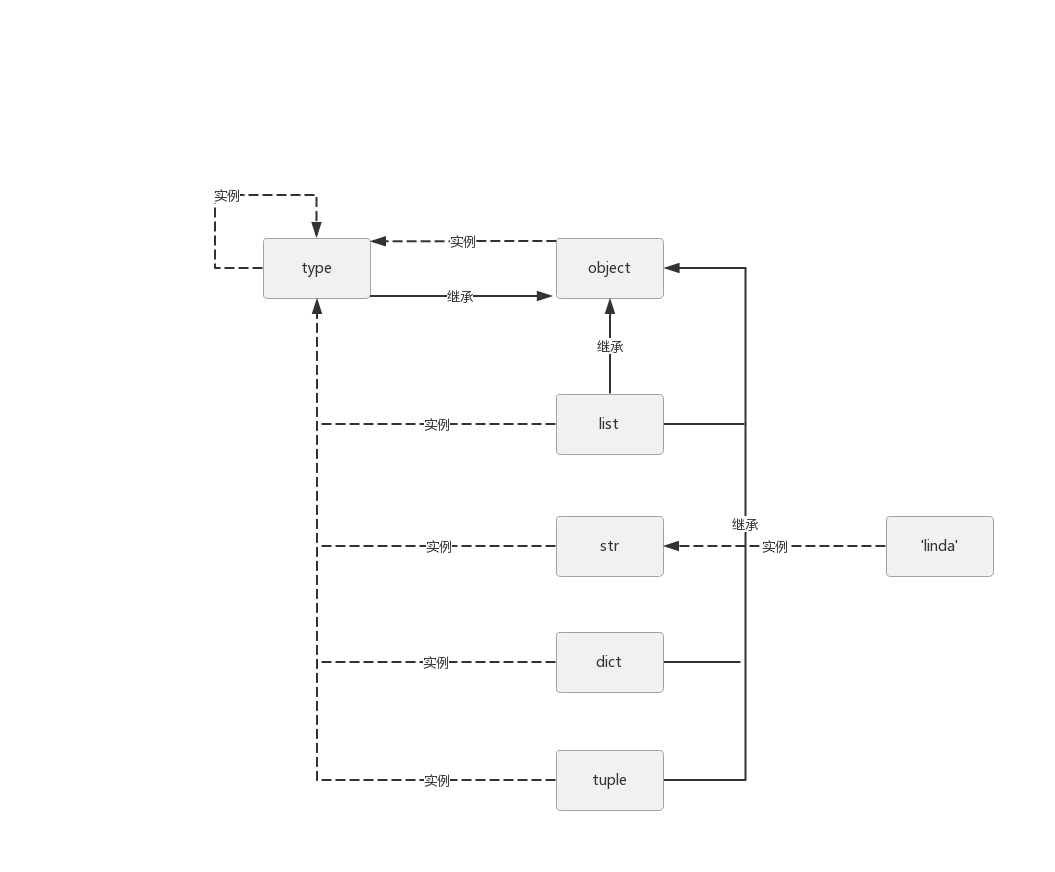 实例
实例
type
object
继承
继承
list
实例
继承
str
实例
实例
'linda'
dict
实例
tuple
实例